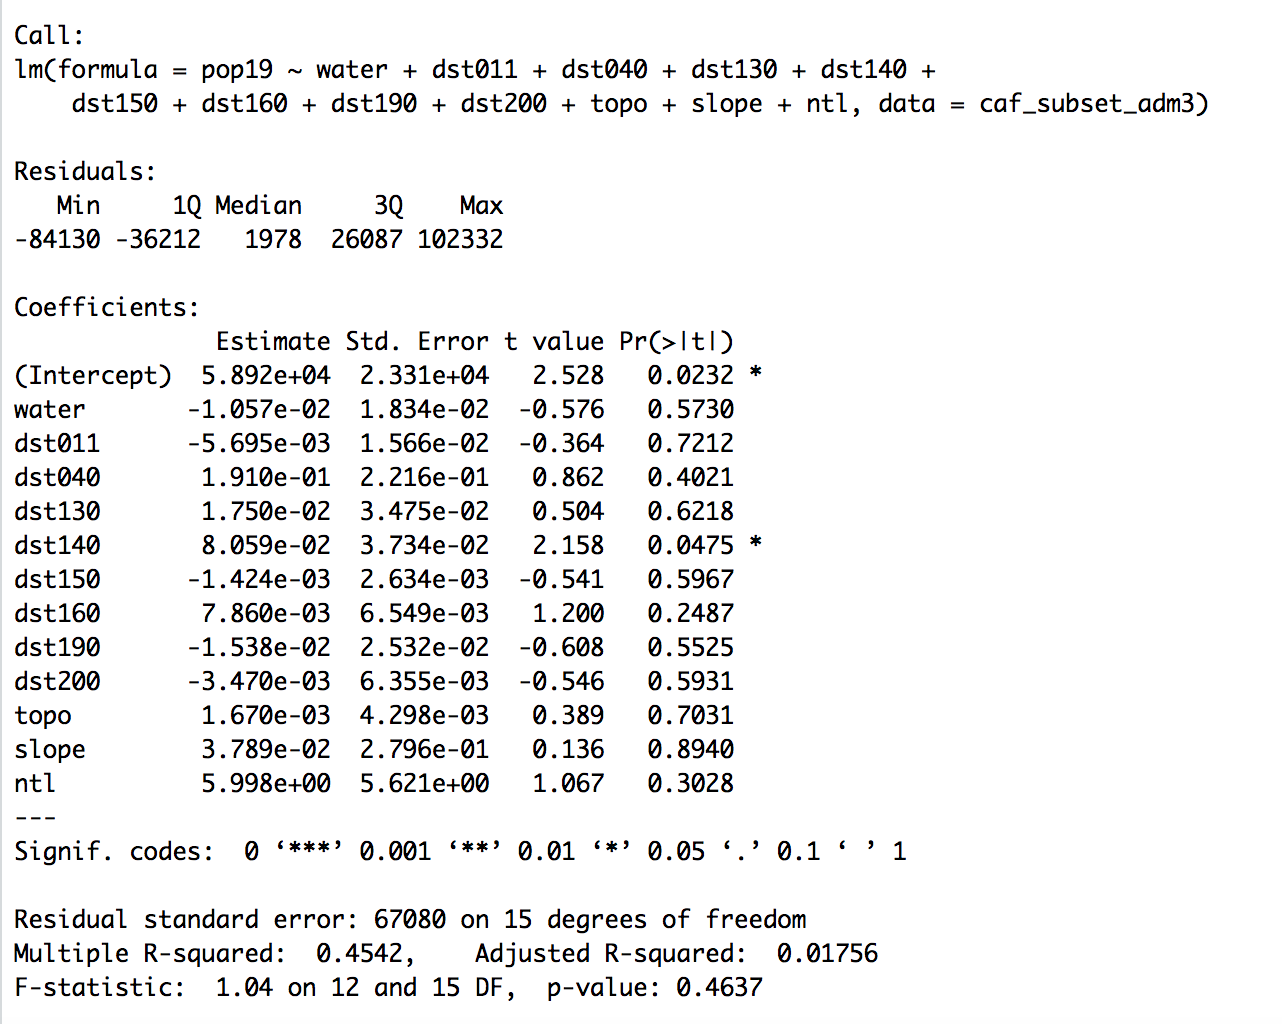 Call:
lm(formula = pop19 ~ water + dst011 + dst040 + dst130 + dst140 +
    dst150 + dst160 + dst190 + dst200 + topo + slope + ntl, data = caf_subset_adm3)
Residuals:
   Min     1Q Median     3Q    Max
-84130 -36212   1978  26087 102332
Coefficients:
              Estimate Std. Error t value Pr(>|t|)
(Intercept)  5.892e+04  2.331e+04   2.528   0.0232 *
water       -1.057e-02  1.834e-02  -0.576   0.5730
dst011      -5.695e-03  1.566e-02  -0.364   0.7212
dst040       1.910e-01  2.216e-01   0.862   0.4021
dst130       1.750e-02  3.475e-02   0.504   0.6218
dst140       8.059e-02  3.734e-02   2.158   0.0475 *
dst150      -1.424e-03  2.634e-03  -0.541   0.5967
dst160       7.860e-03  6.549e-03   1.200   0.2487
dst190      -1.538e-02  2.532e-02  -0.608   0.5525
dst200      -3.470e-03  6.355e-03  -0.546   0.5931
topo         1.670e-03  4.298e-03   0.389   0.7031
slope        3.789e-02  2.796e-01   0.136   0.8940
ntl          5.998e+00  5.621e+00   1.067   0.3028
---
Signif. codes:  0 ‘***’ 0.001 ‘**’ 0.01 ‘*’ 0.05 ‘.’ 0.1 ‘ ’ 1
Residual standard error: 67080 on 15 degrees of freedom
Multiple R-squared:  0.4542,    Adjusted R-squared:  0.01756
F-statistic:  1.04 on 12 and 15 DF,  p-value: 0.4637